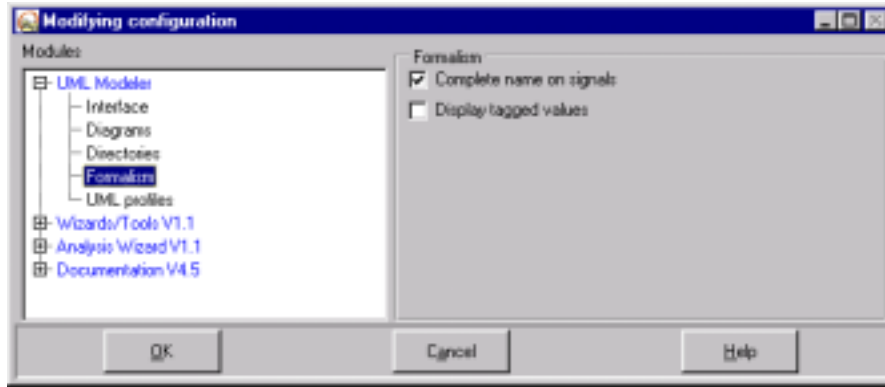 Modifying configuration
Modules
UML Modeler
Interface
Diagrams
Directories
Formalism
UML profiles
Wizards/Tools V1.1
Analysis Wizard V1.1
Documentation V4.5
Formalism
Complete name on signals
Display tagged values
OK
Cancel
Help